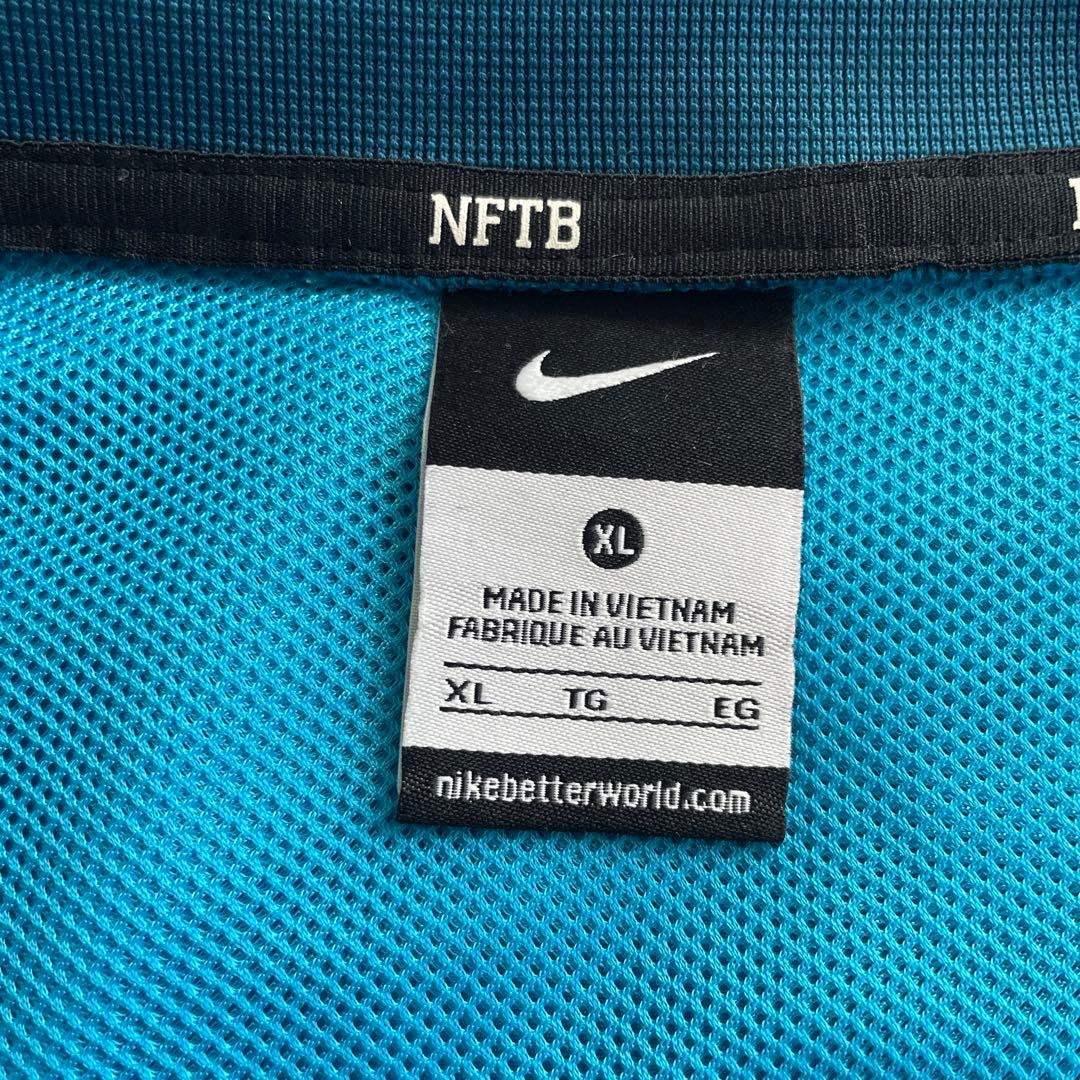 NFTB
XL
MADE IN VIETNAM
FABRIQUE AU VIETNAM
XL TG EG
nikebetterworld.com